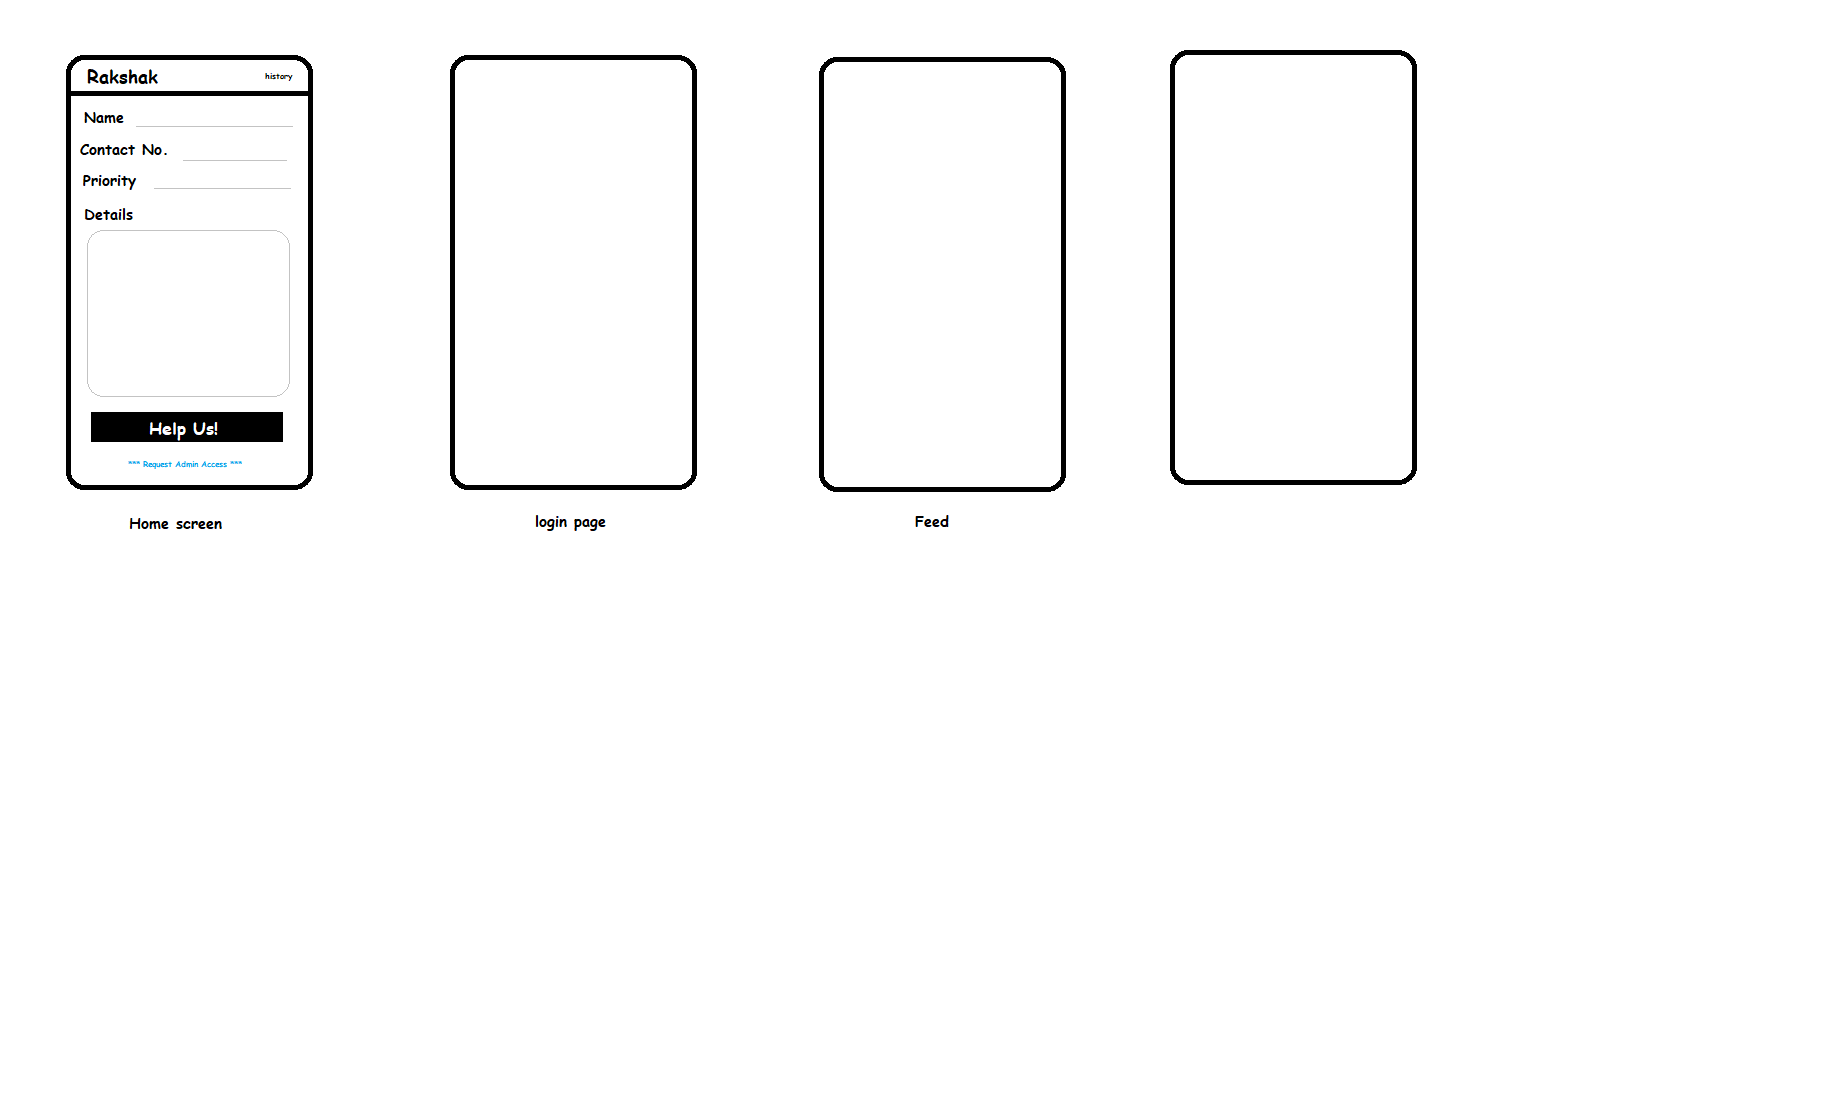 Rakshak history
Name
Contact No.
Priority
Details
Help Us!
*** Request Admin Access ***
Home screen
login page
Feed